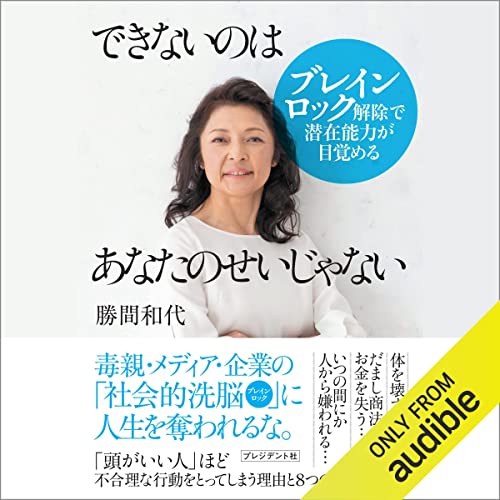 できないのは
ブレイン
ロック解除で
潜在能力が
目覚める
あなたのせいじゃない
勝間和代
毒親・メディア・企業の
「社会的洗脳ブレインロック」に
人生を奪われるな。
体を壊す
だまし商法
お金を失う…
いつの間にか
人から嫌われる…
「頭がいい人」ほど
プレジデント社
不合理な行動をとってしまう理由と8つの
ONLY FROM
audible